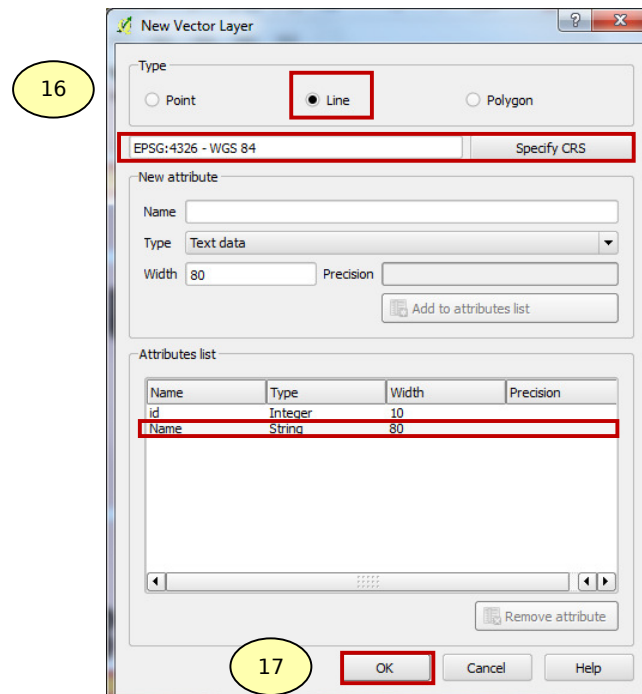 New Vector Layer
Type
16
Point Line Polygon
EPSG:4326 - WGS 84 Specify CRS
New attribute
Name
Type Text data
Width 80 Precision
Add to attributes list
Attributes list
Name Type Width Precision
id Integer 10
Name String 80
Remove attribute
17 OK Cancel Help